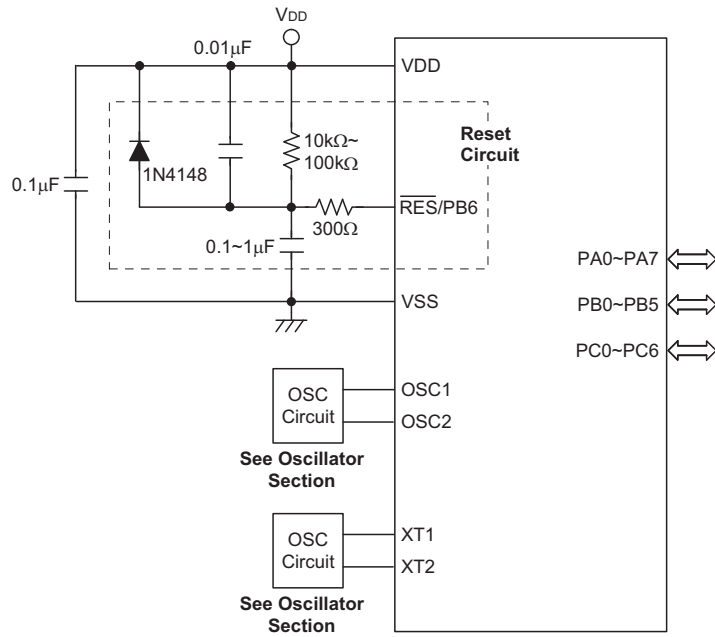 VDD
0.01μF
VDD
10kΩ~
100kΩ
Reset
Circuit
1N4148
0.1μF
RES/PB6
300Ω
0.1~1μF
PA0~PA7
VSS
PB0~PB5
PC0~PC6
OSC
Circuit
OSC1
OSC2
See Oscillator
Section
OSC
Circuit
XT1
XT2
See Oscillator
Section